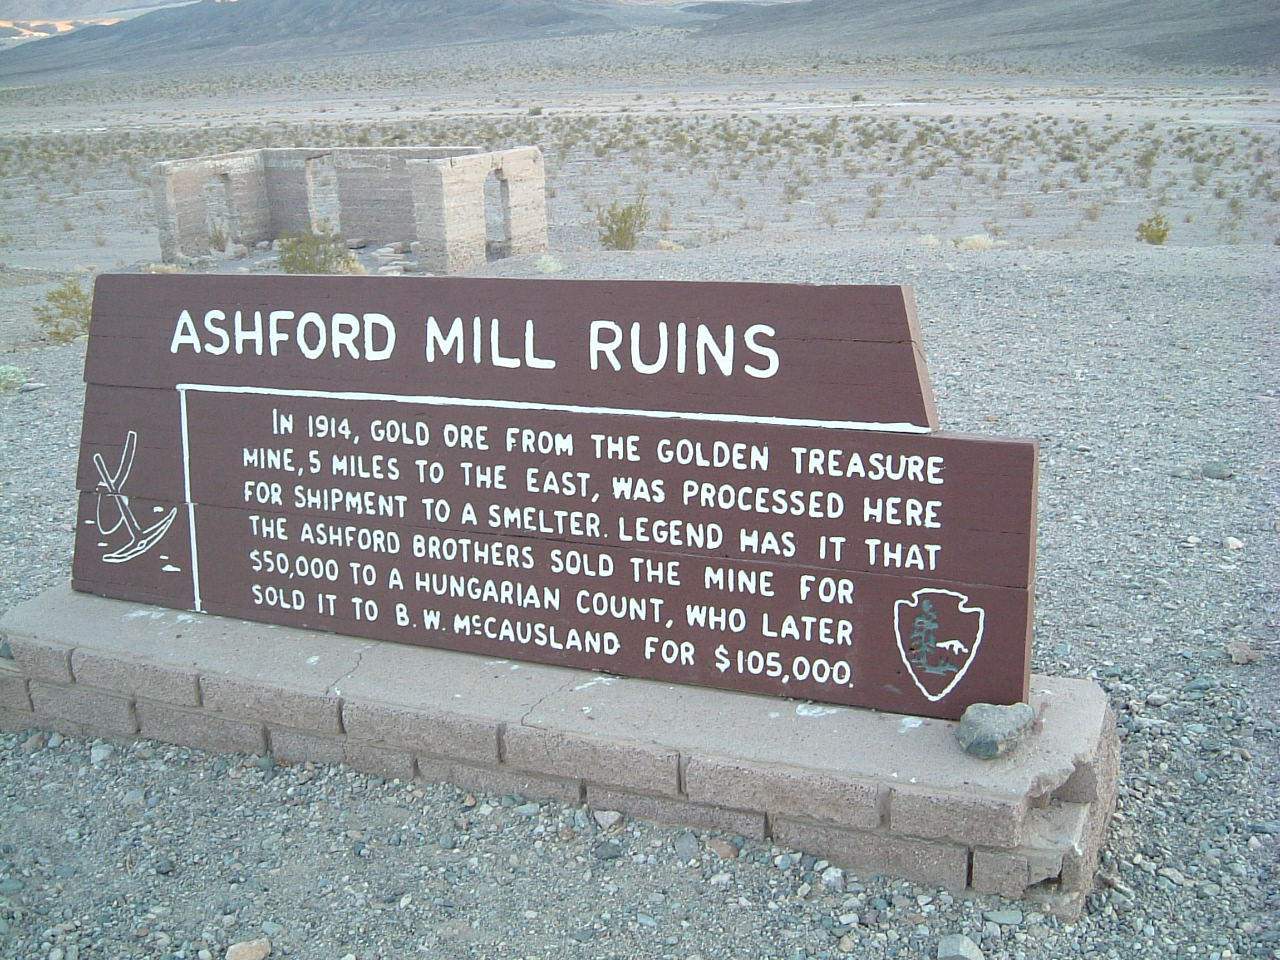 ASHFORD MILL RUINS
IN 1914, GOLD ORE FROM THE GOLDEN TREASURE
MINE, 5 MILES TO THE EAST, WAS PROCESSED HERE
FOR SHIPMENT TO A SMELTER. LEGEND HAS IT THAT
THE ASHFORD BROTHERS SOLD THE MINE FOR
$50,000 TO A HUNGARIAN COUNT, WHO LATER
SOLD IT TO B. W. McCAUSLAND FOR $105,000.